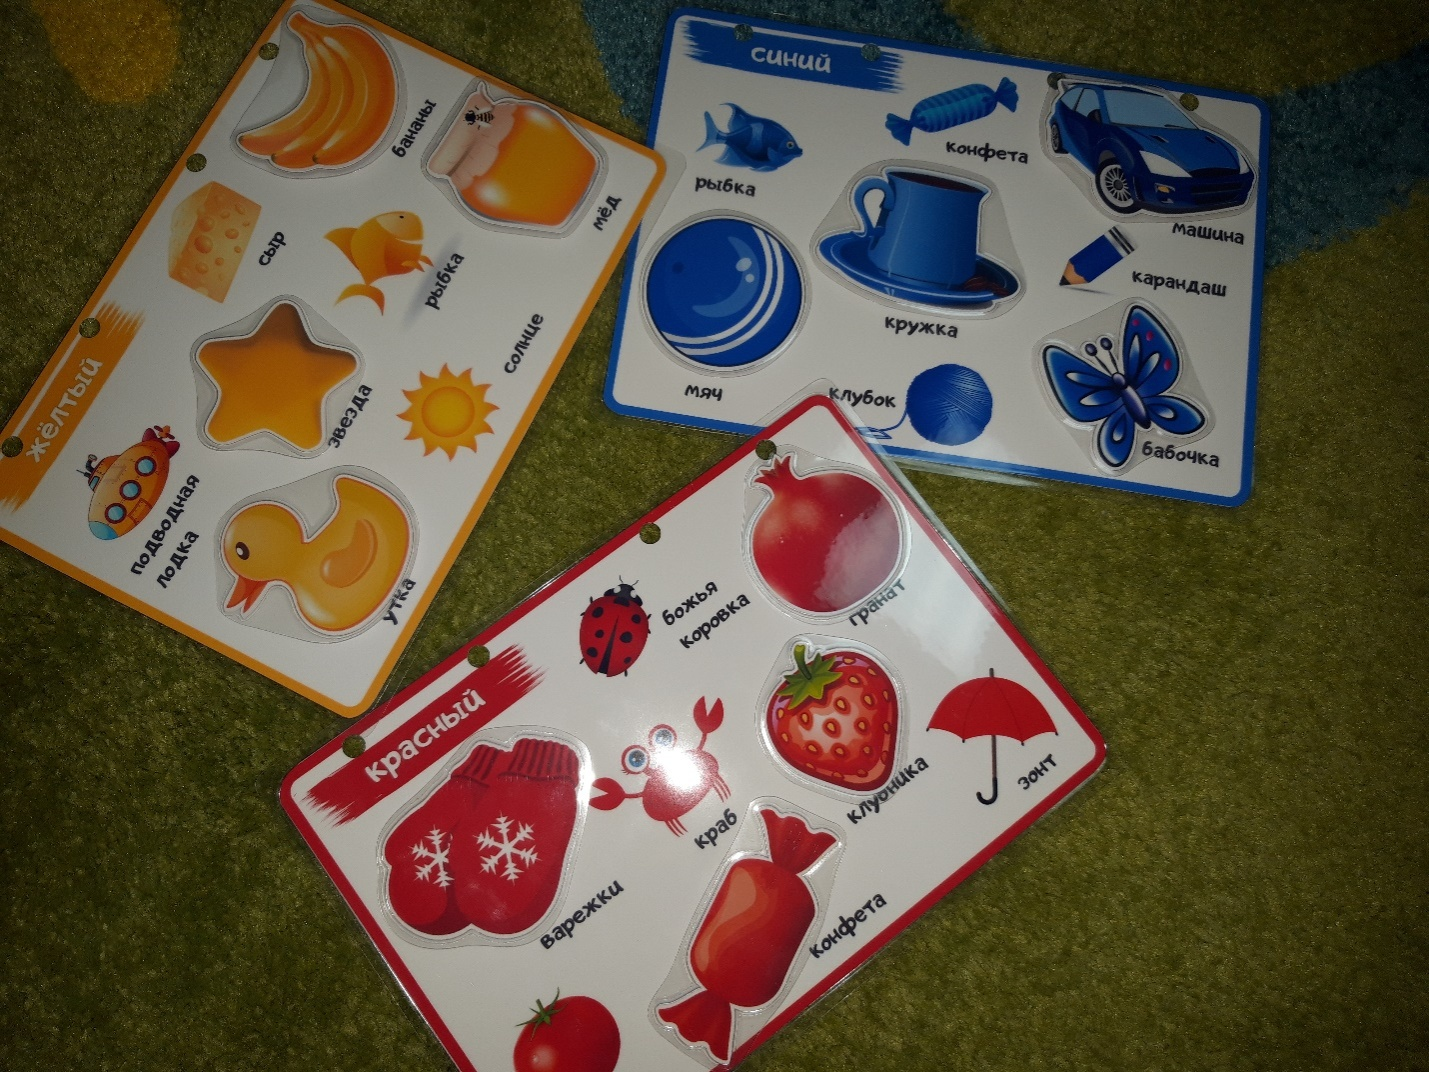 жёлтый
бананы
мёд
сыр
рыбка
солнце
звезда
подводная
лодка
утка
синий
рыбка
конфета
машина
карандаш
кружка
мяч
клубок
бабочка
красный
божья
коровка
гранат
краб
клубника
зонт
варежки
конфета